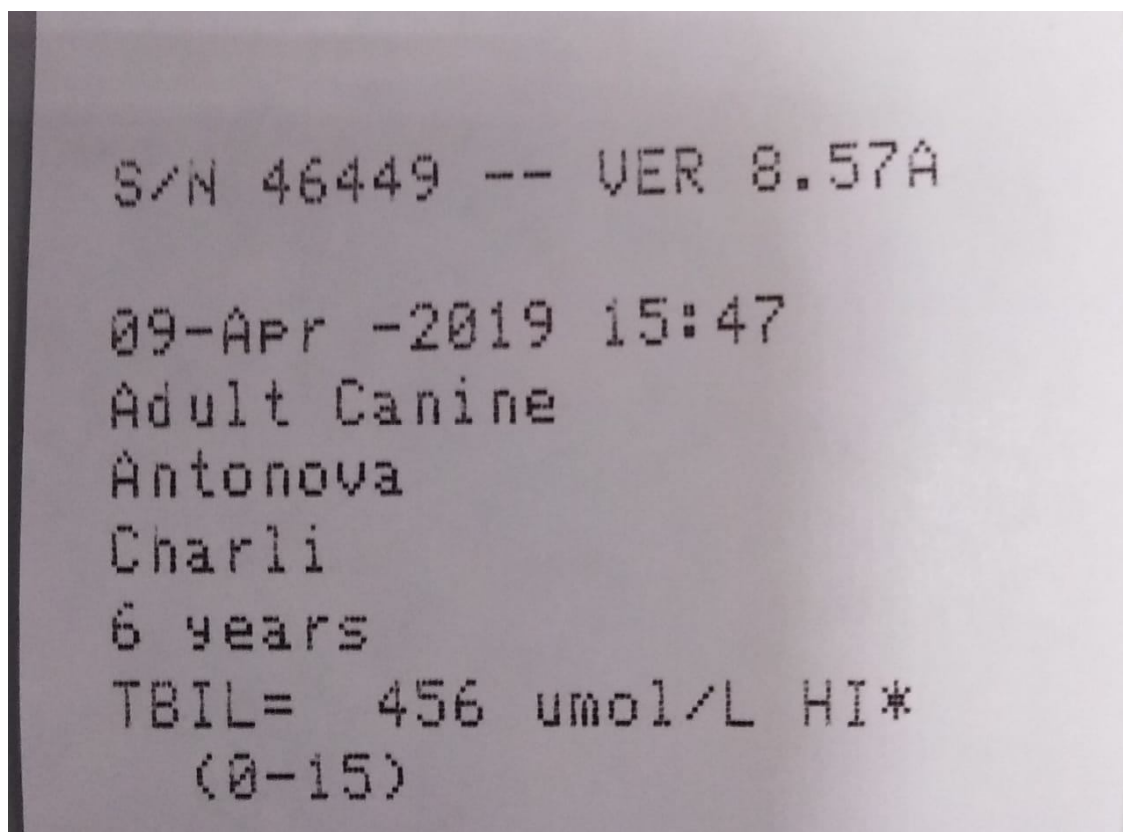 S/N 46449 -- VER 8.57A
09-Apr -2019 15:47
Adult Canine
Antonova
Charli
6 years
TBIL= 456 umol/L HI*
(0-15)